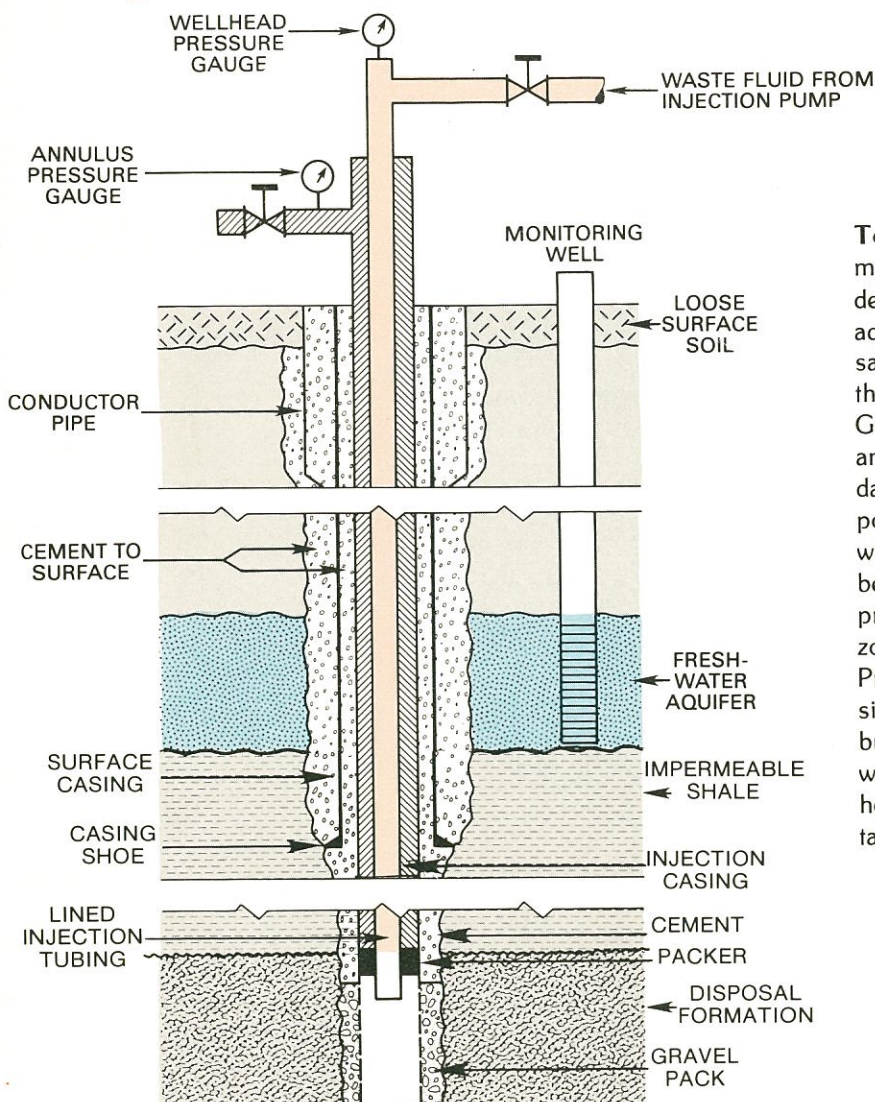 WELLHEAD
PRESSURE
GAUGE
WASTE FLUID FROM
INJECTION PUMP
ANNULUS
PRESSURE
GAUGE
MONITORING
WELL
LOOSE
SURFACE
SOIL
CONDUCTOR
PIPE
CEMENT TO
SURFACE
FRESH-
WATER
AQUIFER
SURFACE
CASING
IMPERMEABLE
SHALE
CASING
SHOE
INJECTION
CASING
LINED
INJECTION
TUBING
CEMENT
PACKER
DISPOSAL
FORMATION
GRAVEL
PACK